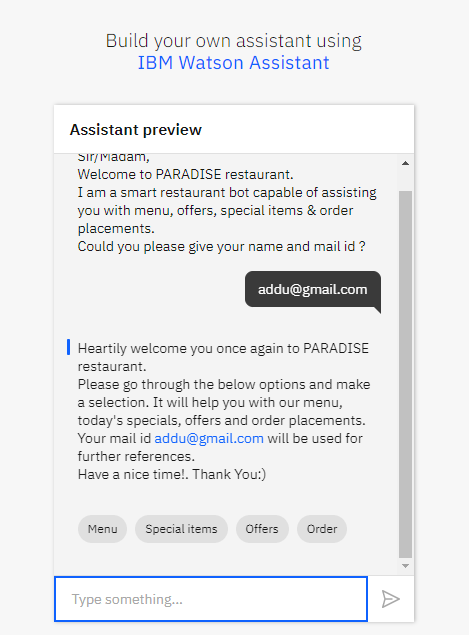 Build your own assistant using
IBM Watson Assistant
Assistant preview
Sir/Madam,
Welcome to PARADISE restaurant.
I am a smart restaurant bot capable of assisting
you with menu, offers, special items & order
placements.
Could you please give your name and mail id ?
addu@gmail.com
Heartily welcome you once again to PARADISE
restaurant.
Please go through the below options and make
a selection. It will help you with our menu,
today's specials, offers and order placements.
Your mail id addu@gmail.com will be used for
further references.
Have a nice time!. Thank You:)
Menu
Special items
Offers
Order
Type something...